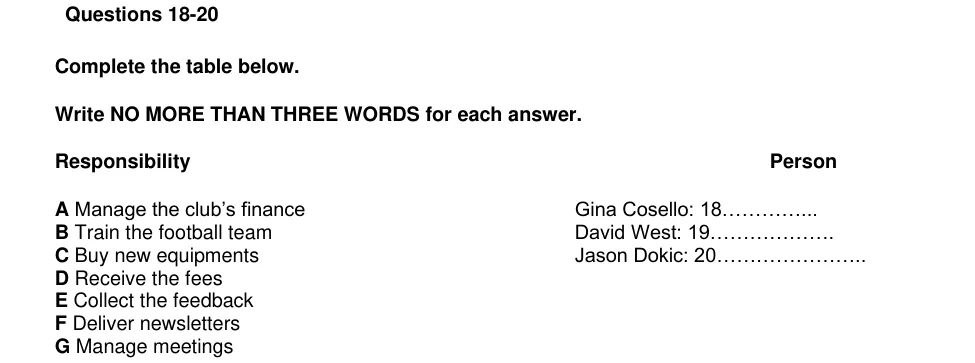 Questions 18-20
Complete the table below.
Write NO MORE THAN THREE WORDS for each answer.
Responsibility Person
A Manage the club’s finance Gina Cosello: 18…………...
B Train the football team David West: 19……………….
C Buy new equipments Jason Dokic: 20…………………..
D Receive the fees
E Collect the feedback
F Deliver newsletters
G Manage meetings